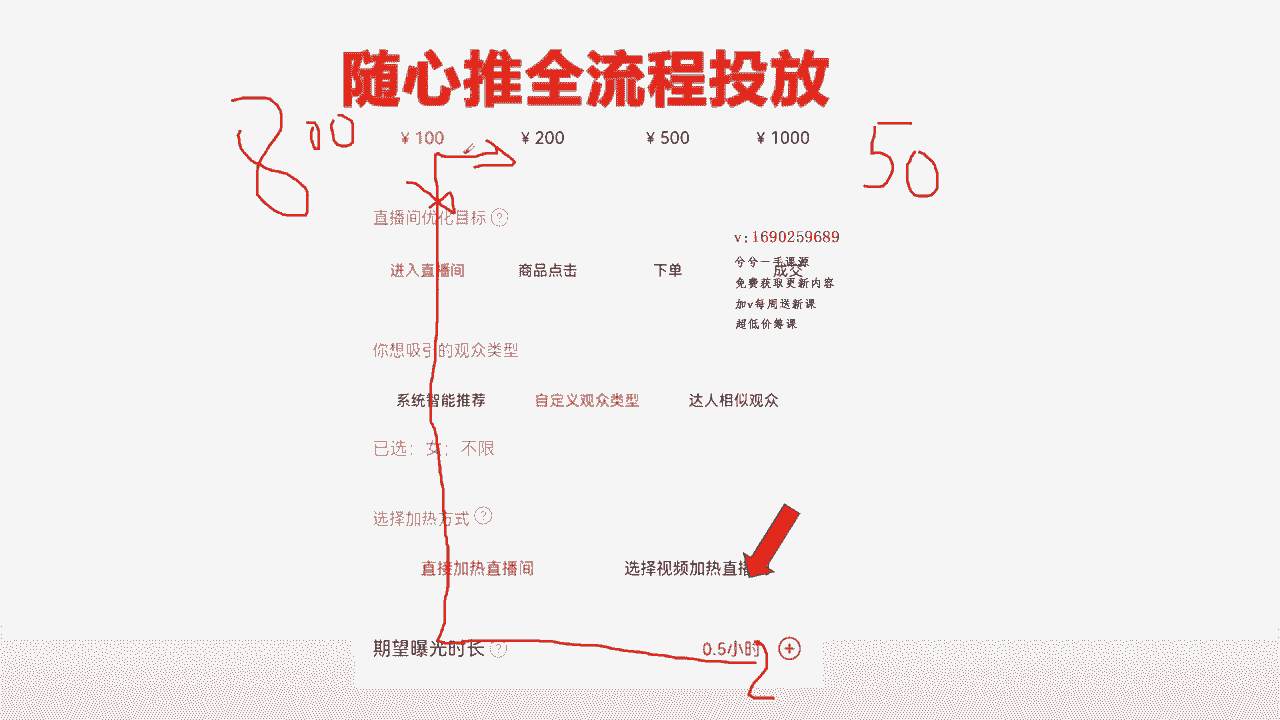 随心推全流程投放
800
¥ 100 ¥ 200 ¥ 500 ¥ 1000
50
直播间优化目标 ?
v:1690259689
进入直播间 商品点击 下单 成交
兮兮一手课源
免费获取更新内容
加v每周送新课
超低价筹课
你想吸引的观众类型
系统智能推荐 自定义观众类型 达人相似观众
已选：女；不限
选择加热方式 ?
直接加热直播间 选择视频加热直播
期望曝光时长 ? 0.5小时 +
2